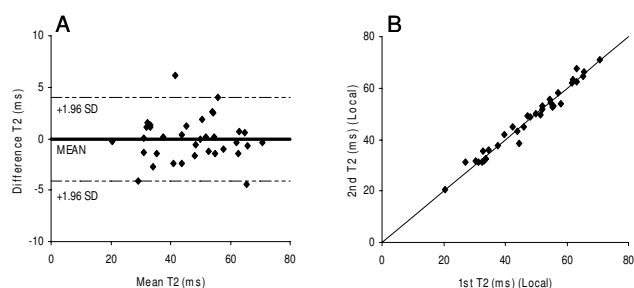 A
10
5
0
-5
-10
+1.96 SD
MEAN
+1.96 SD
Difference T2 (ms)
0 20 40 60 80
Mean T2 (ms)
B
80
60
40
20
0
2nd T2 (ms) (Local)
0 20 40 60 80
1st T2 (ms) (Local)